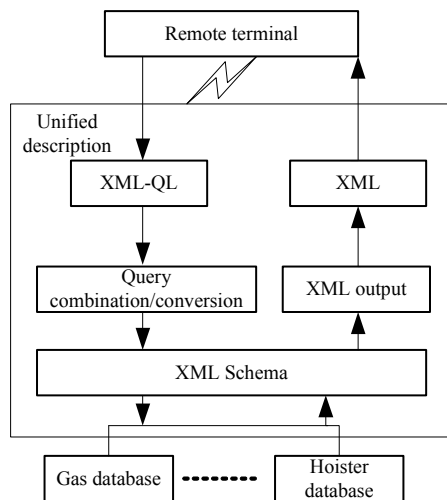 Remote terminal
Unified
description
XML-QL
XML
Query
combination/conversion
XML output
XML Schema
Gas database
Hoister
database